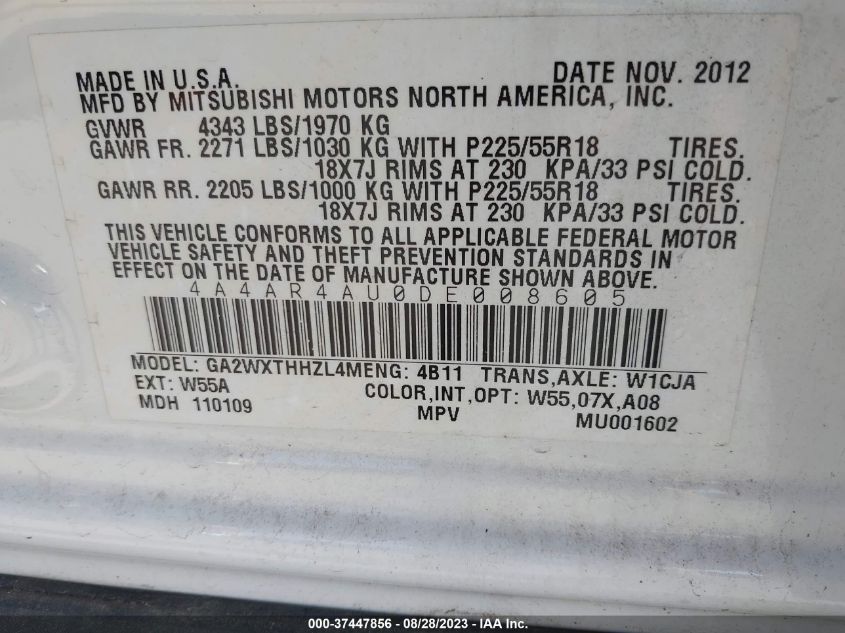 MADE IN U.S.A. DATE NOV. 2012
MFD BY MITSUBISHI MOTORS NORTH AMERICA, INC.
GVWR 4343 LBS/1970 KG
GAWR FR. 2271 LBS/1030 KG WITH P225/55R18 TIRES.
18X7J RIMS AT 230 KPA/33 PSI COLD.
GAWR RR. 2205 LBS/1000 KG WITH P225/55R18 TIRES.
18X7J RIMS AT 230 KPA/33 PSI COLD.
THIS VEHICLE CONFORMS TO ALL APPLICABLE FEDERAL MOTOR
VEHICLE SAFETY AND THEFT PREVENTION STANDARDS IN
EFFECT ON THE DATE OF MANUFACTURE SHOWN ABOVE.
4A4AR4AU0DE008605
MODEL: GA2WXTHHZL4MENG: 4B11 TRANS,AXLE: W1CJA
EXT: W55A COLOR,INT,OPT: W55,07X,A08
MDH 110109 MPV MU001602
000-37447856 - 08/28/2023 - IAA Inc.